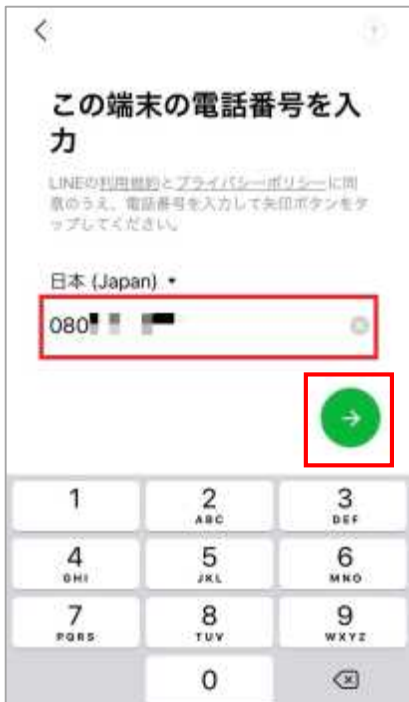 この端末の電話番号を入
力
LINEの利用規約とプライバシーポリシーに同
意のうえ、電話番号を入力して矢印ボタンをタ
ップしてください。
日本 (Japan)
080
1
2
3
ABC
DEF
4
5
6
GHI
JKL
MNO
7
8
9
PQRS
TUV
WXYZ
0